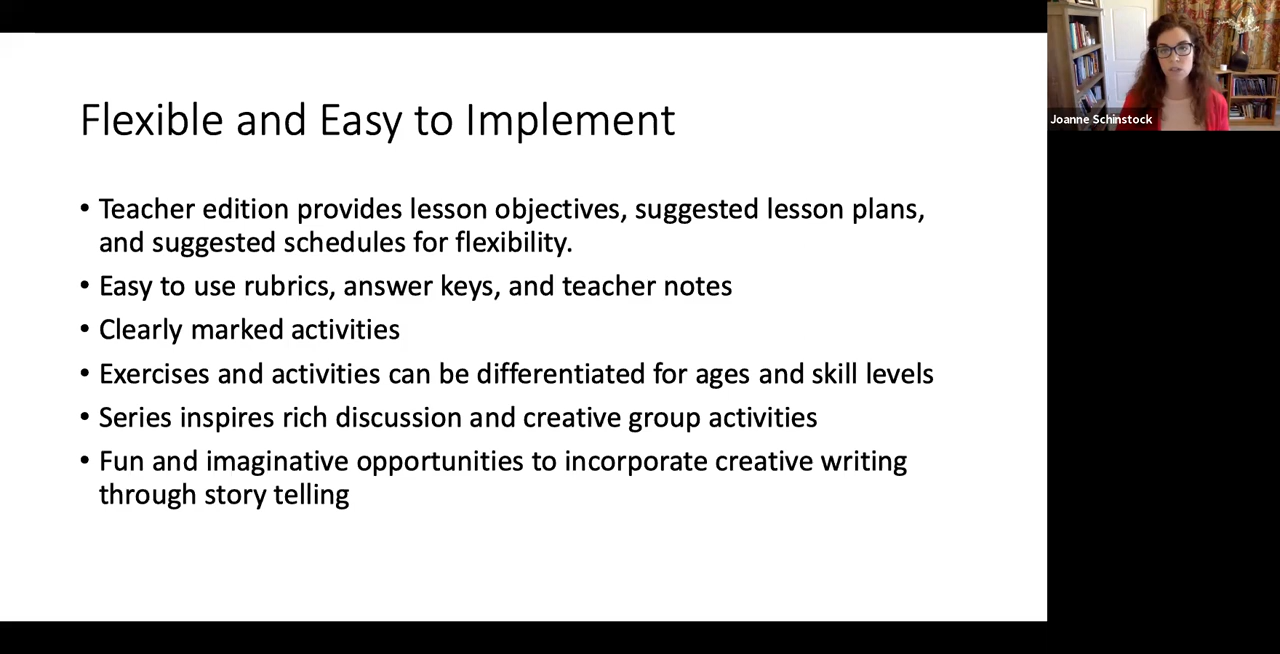 Flexible and Easy to Implement
• Teacher edition provides lesson objectives, suggested lesson plans,
and suggested schedules for flexibility.
• Easy to use rubrics, answer keys, and teacher notes
• Clearly marked activities
• Exercises and activities can be differentiated for ages and skill levels
• Series inspires rich discussion and creative group activities
• Fun and imaginative opportunities to incorporate creative writing
through story telling
Joanne Schinstock